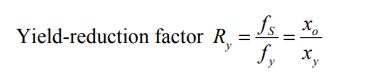 Yield-reduction factor R_y = f_S / f_y = x_o / x_y